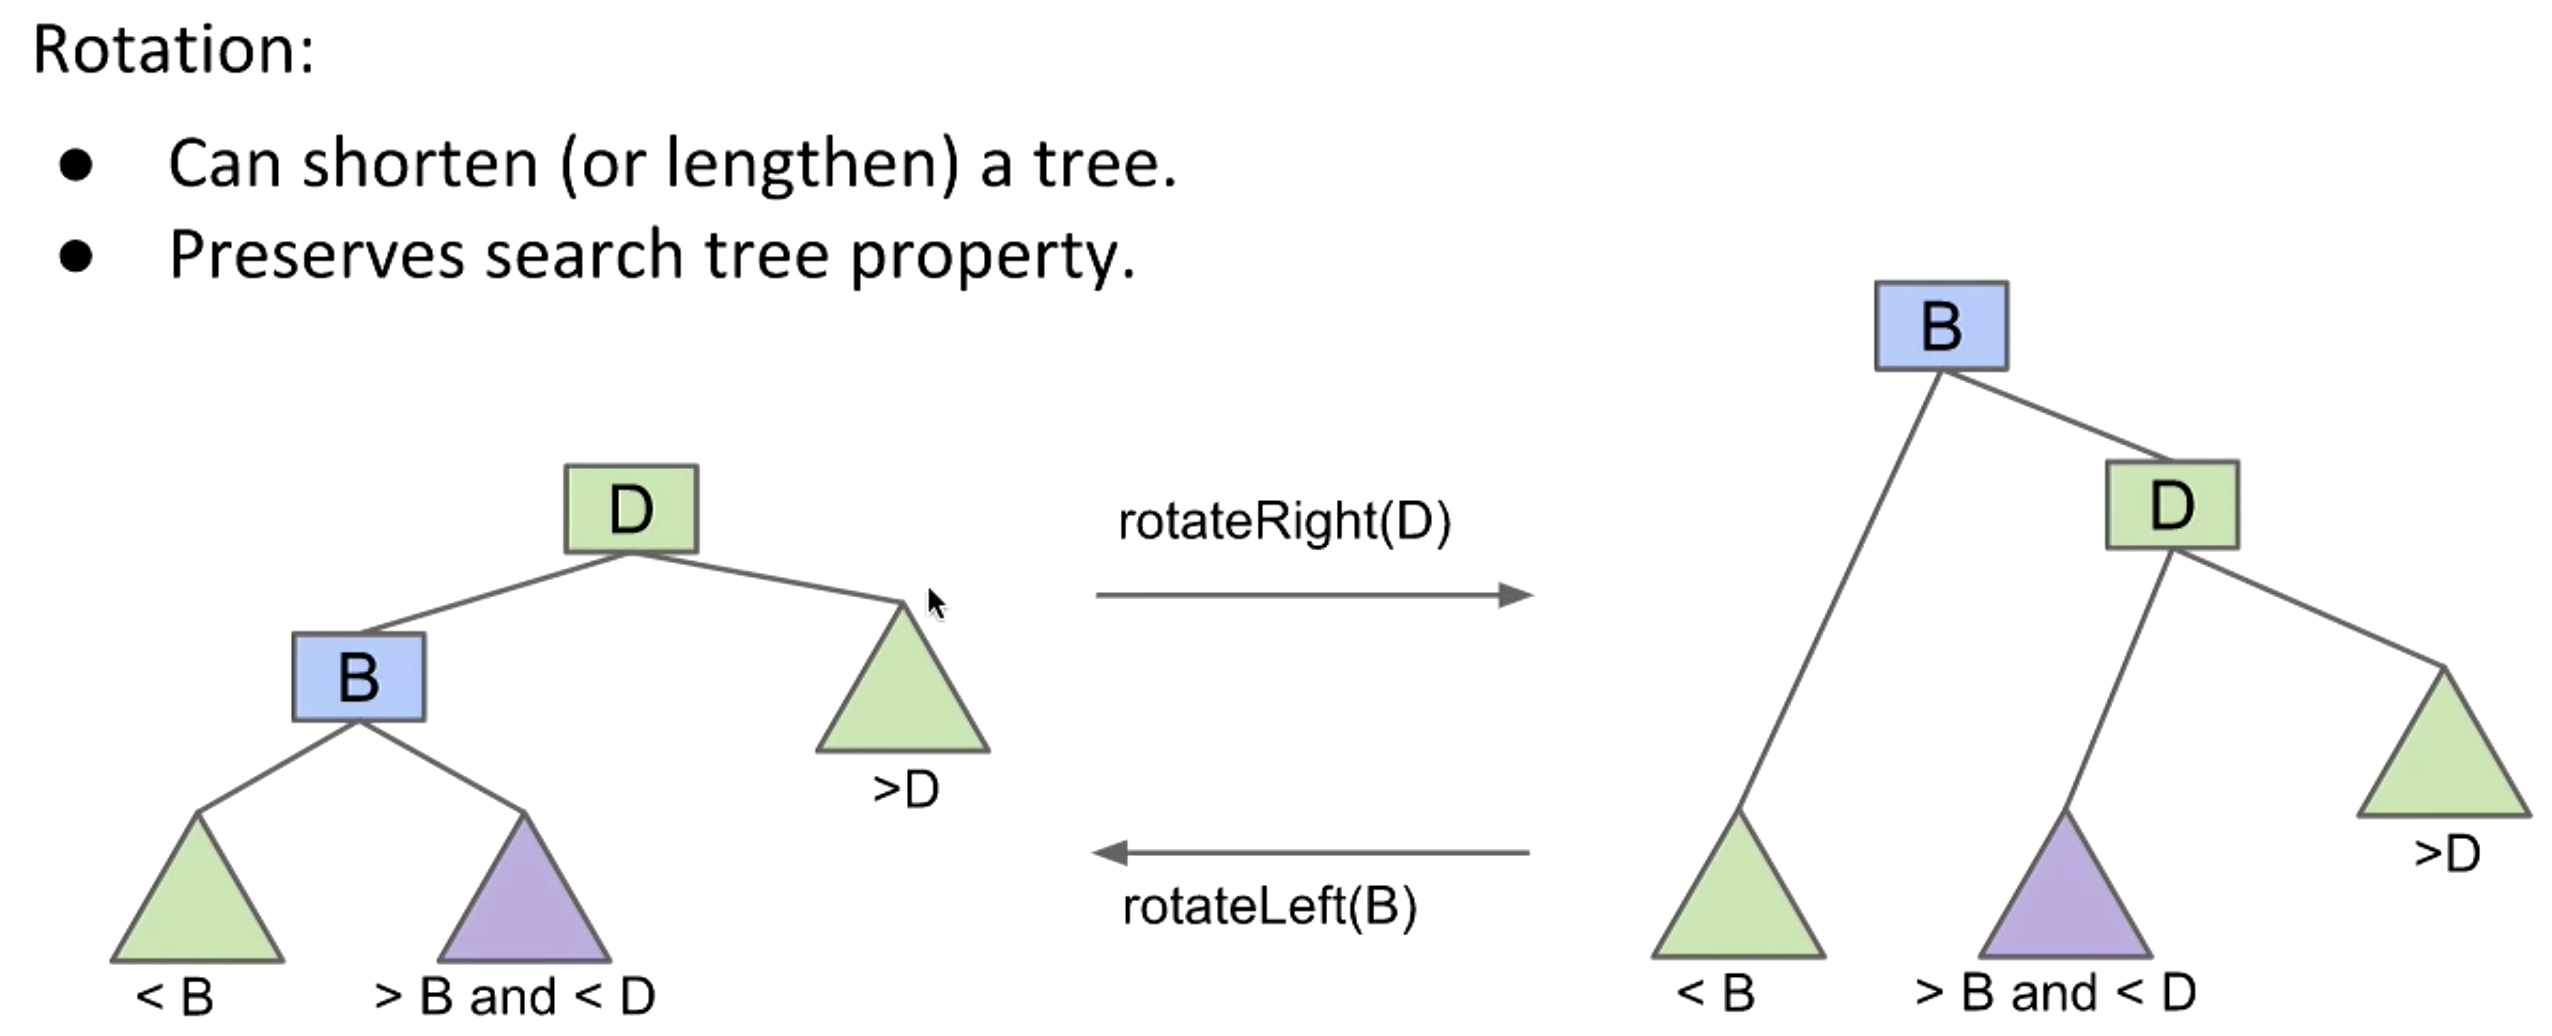 Rotation:
● Can shorten (or lengthen) a tree.
● Preserves search tree property.
D
B
>D
< B
> B and < D
rotateRight(D)
rotateLeft(B)
B
D
>D
< B
> B and < D